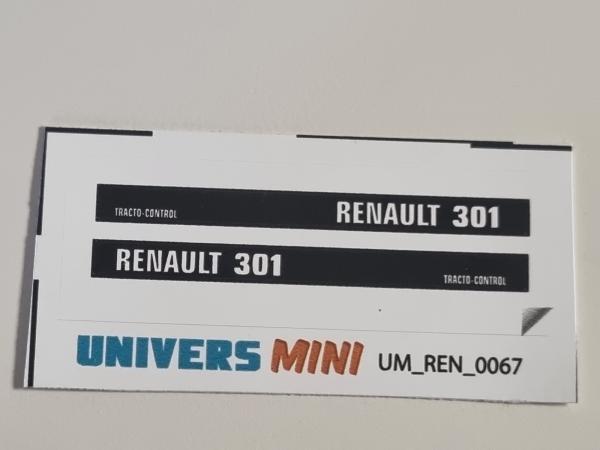 TRACTO-CONTROL RENAULT 301
RENAULT 301 TRACTO-CONTROL
UNIVERS MINI UM_REN_0067